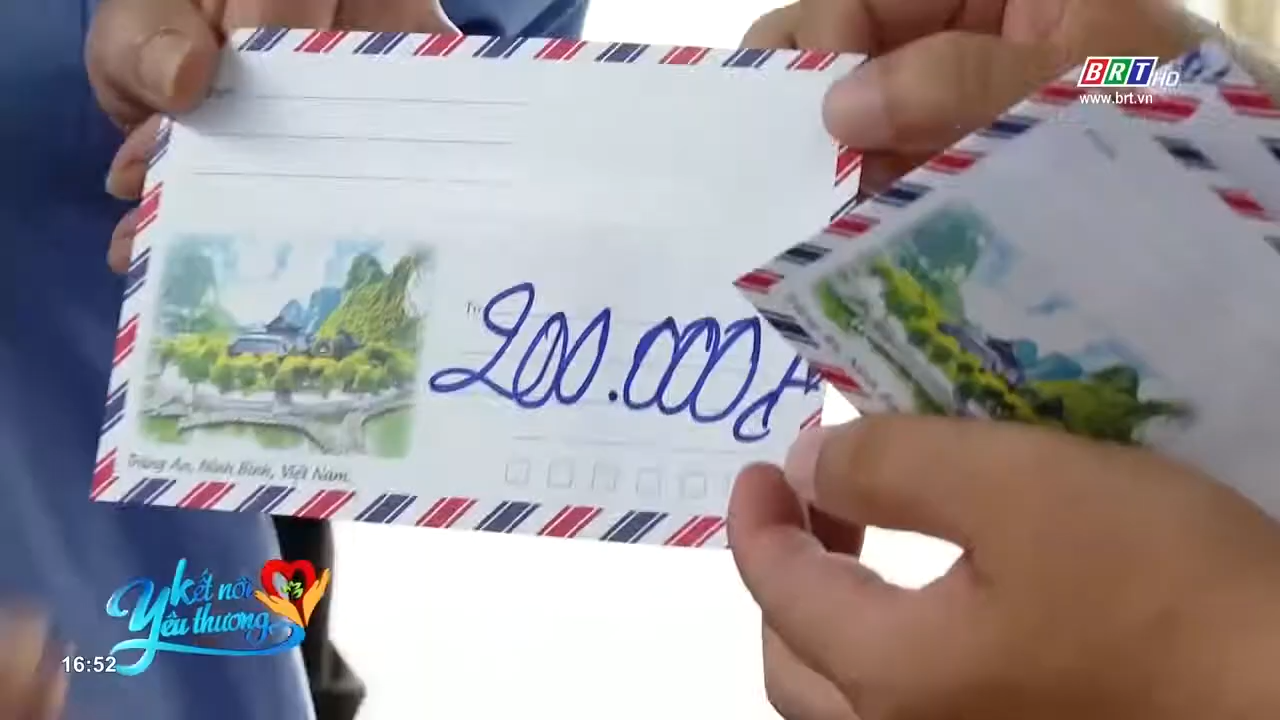 BRT HD
www.brt.vn
To
200.000đ
Tràng An, Ninh Bình, Việt Nam.
Kết nối
Yêu thương
16:52